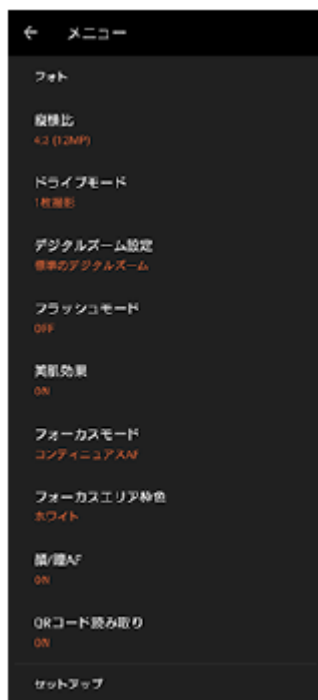 ← メニュー
フォト
縦横比
4:3 (12MP)
ドライブモード
1枚撮影
デジタルズーム設定
標準のデジタルズーム
フラッシュモード
OFF
美肌効果
ON
フォーカスモード
コンティニュアスAF
フォーカスエリア枠色
ホワイト
顔/瞳AF
ON
QRコード読み取り
ON
セットアップ